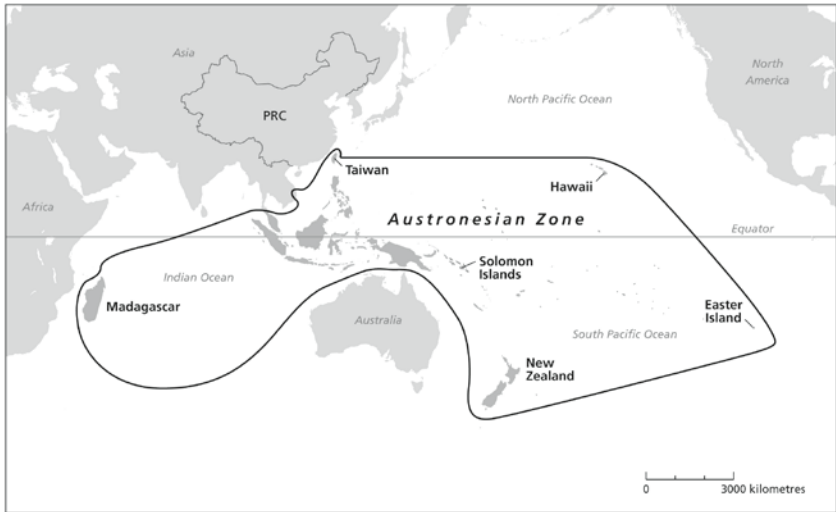 Asia
North
America
North Pacific Ocean
PRC
Taiwan
Hawaii
Africa
Austronesian Zone
Equator
Solomon
Islands
Indian Ocean
Madagascar
Easter
Island
Australia
South Pacific Ocean
New
Zealand
0 3000 kilometres